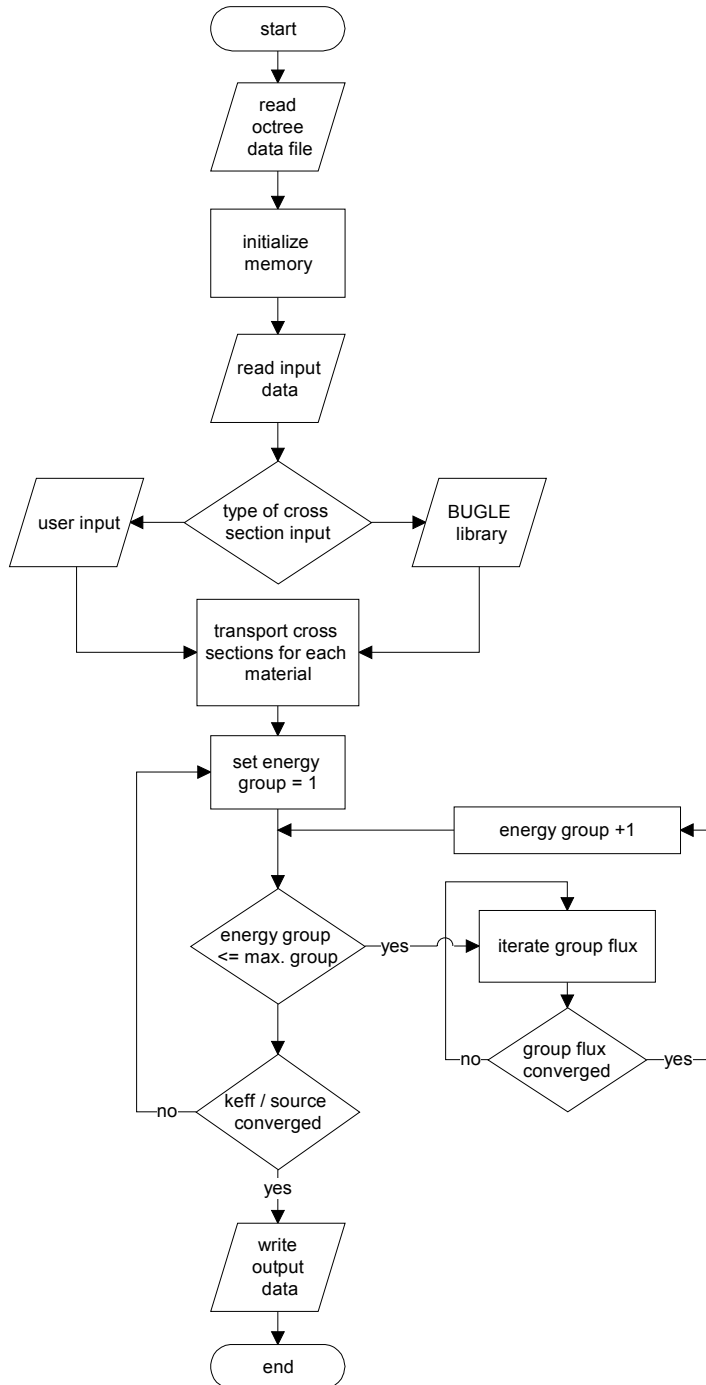 start
read
octree
data file
initialize
memory
read input
data
user input
type of cross
section input
BUGLE
library
transport cross
sections for each
material
set energy
group = 1
energy group +1
energy group
<= max. group
yes
iterate group flux
no
group flux
converged
yes
no
keff / source
converged
yes
write
output
data
end